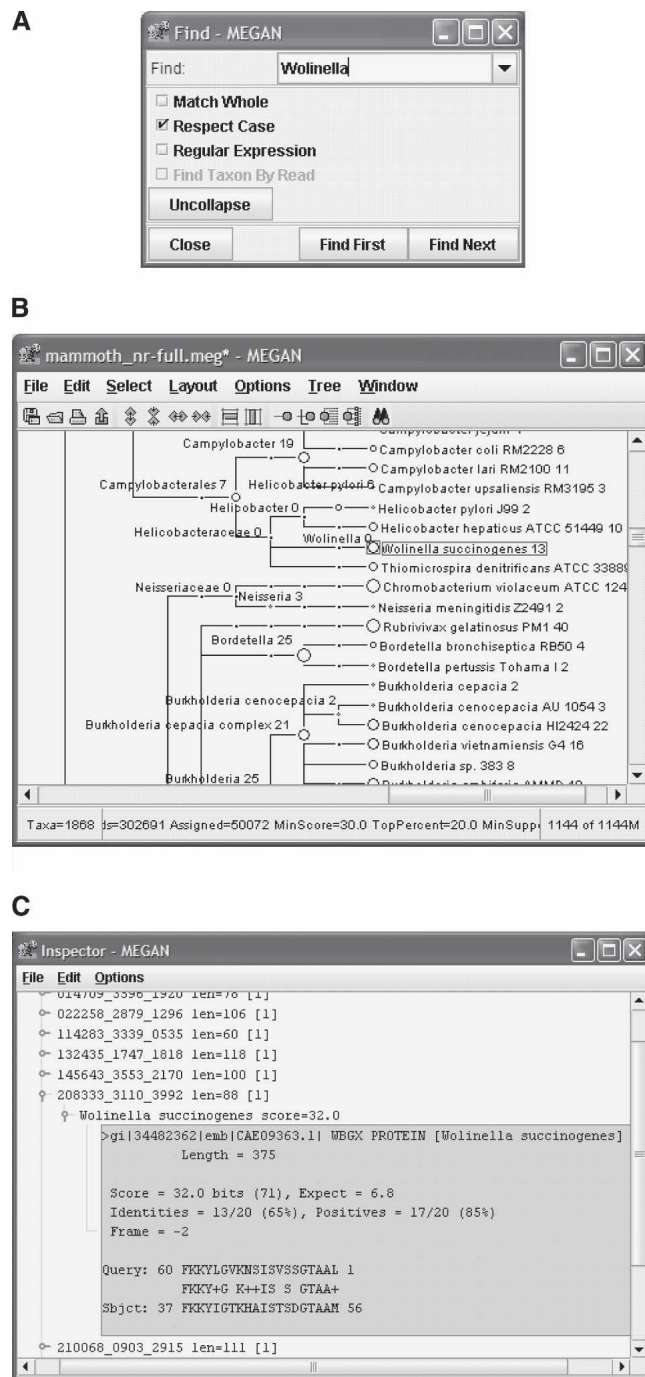 A
Find - MEGAN
Find: Wolinella
Match Whole
Respect Case
Regular Expression
Find Taxon By Read
Uncollapse
Close Find First Find Next
B
mammoth_nr-full.meg* - MEGAN
File Edit Select Layout Options Tree Window
Campylobacter 19
Campylobacter coli RM2228 6
Campylobacter lari RM2100 11
Campylobacterales 7
Helicobacter pylori 6
Campylobacter upsaliensis RM3195 3
Helicobacter 0
Helicobacter pylori J99 2
Helicobacter hepaticus ATCC 51449 10
Helicobacteraceae 0
Wolinella 0
Wolinella succinogenes 13
Thiomicrospira denitrificans ATCC 33889
Neisseriaceae 0
Chromobacterium violaceum ATCC 124
Neisseria 3
Neisseria meningitidis Z2491 2
Rubrivivax gelatinosus PM1 40
Bordetella 25
Bordetella bronchiseptica RB50 4
Bordetella pertussis Tohama I 2
Burkholderia cepacia 2
Burkholderia cenocepacia 2
Burkholderia cenocepacia AU 1054 3
Burkholderia cepacia complex 21
Burkholderia cenocepacia HI2424 22
Burkholderia vietnamiensis G4 16
Burkholderia sp. 383 8
Burkholderia 25
Burkholderia ambifaria AMMD
Taxa=1868 ds=302691 Assigned=50072 MinScore=30.0 TopPercent=20.0 MinSupp 1144 of 1144M
C
Inspector - MEGAN
File Edit Options
014709_3596_1920 len=78 [1]
022258_2879_1296 len=106 [1]
114283_3339_0535 len=60 [1]
132435_1747_1818 len=118 [1]
145643_3553_2170 len=100 [1]
208333_3110_3992 len=88 [1]
Wolinella succinogenes score=32.0
>gi|34482362|emb|CAE09363.1| WBGX PROTEIN [Wolinella succinogenes]
Length = 375
Score = 32.0 bits (71), Expect = 6.8
Identities = 13/20 (65%), Positives = 17/20 (85%)
Frame = -2
Query: 60 FKKYLGVKNSISVSSGTAAL 1
FKKY+G K++IS S GTAA+
Sbjct: 37 FKKYIGTKHAISTSDGTAAM 56
210068_0903_2915 len=111 [1]